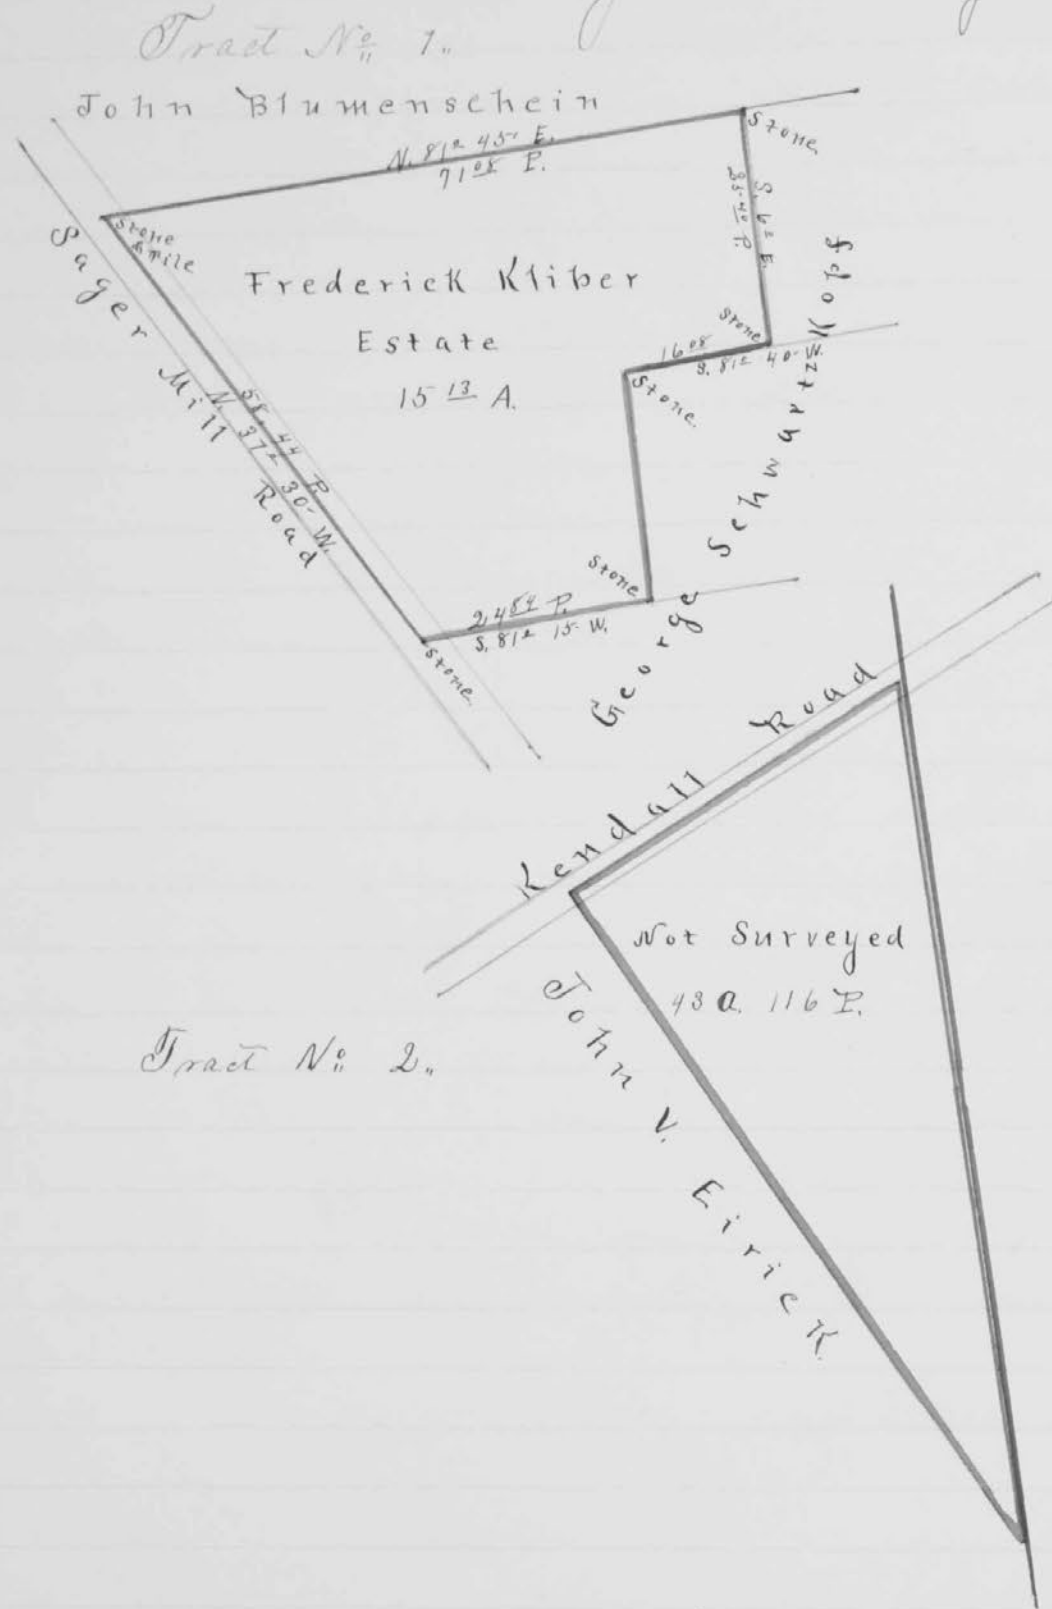 Tract No. 1.
John Blumenschein
N. 81° 45' E.
71 08 P.
Stone
Stone & Pile
S. 6° E.
P.
Sager Mill Road
Frederick Kliber
Estate
15 13 A.
Stone
16 08
S. 81° 40' W.
Stone
58. 44 P.
N. 37° 30' W.
George Schwartzkopf
Stone
24 84 P.
S. 81° 15' W.
Stone
Kendall Road
Not Surveyed
43 A. 116 P.
John V. Eirick
Tract No. 2.